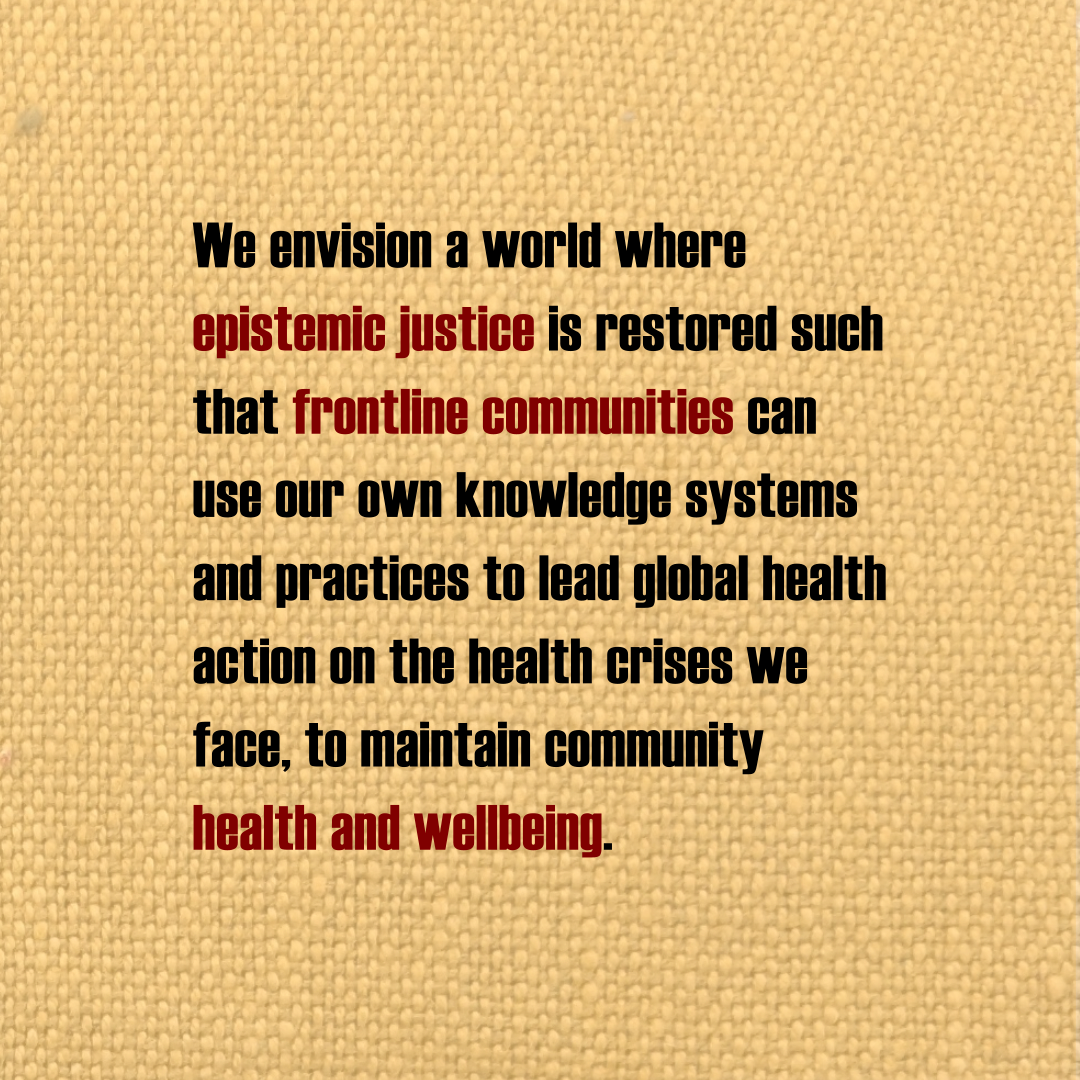 We envision a world where
epistemic justice is restored such
that frontline communities can
use our own knowledge systems
and practices to lead global health
action on the health crises we
face, to maintain community
health and wellbeing.